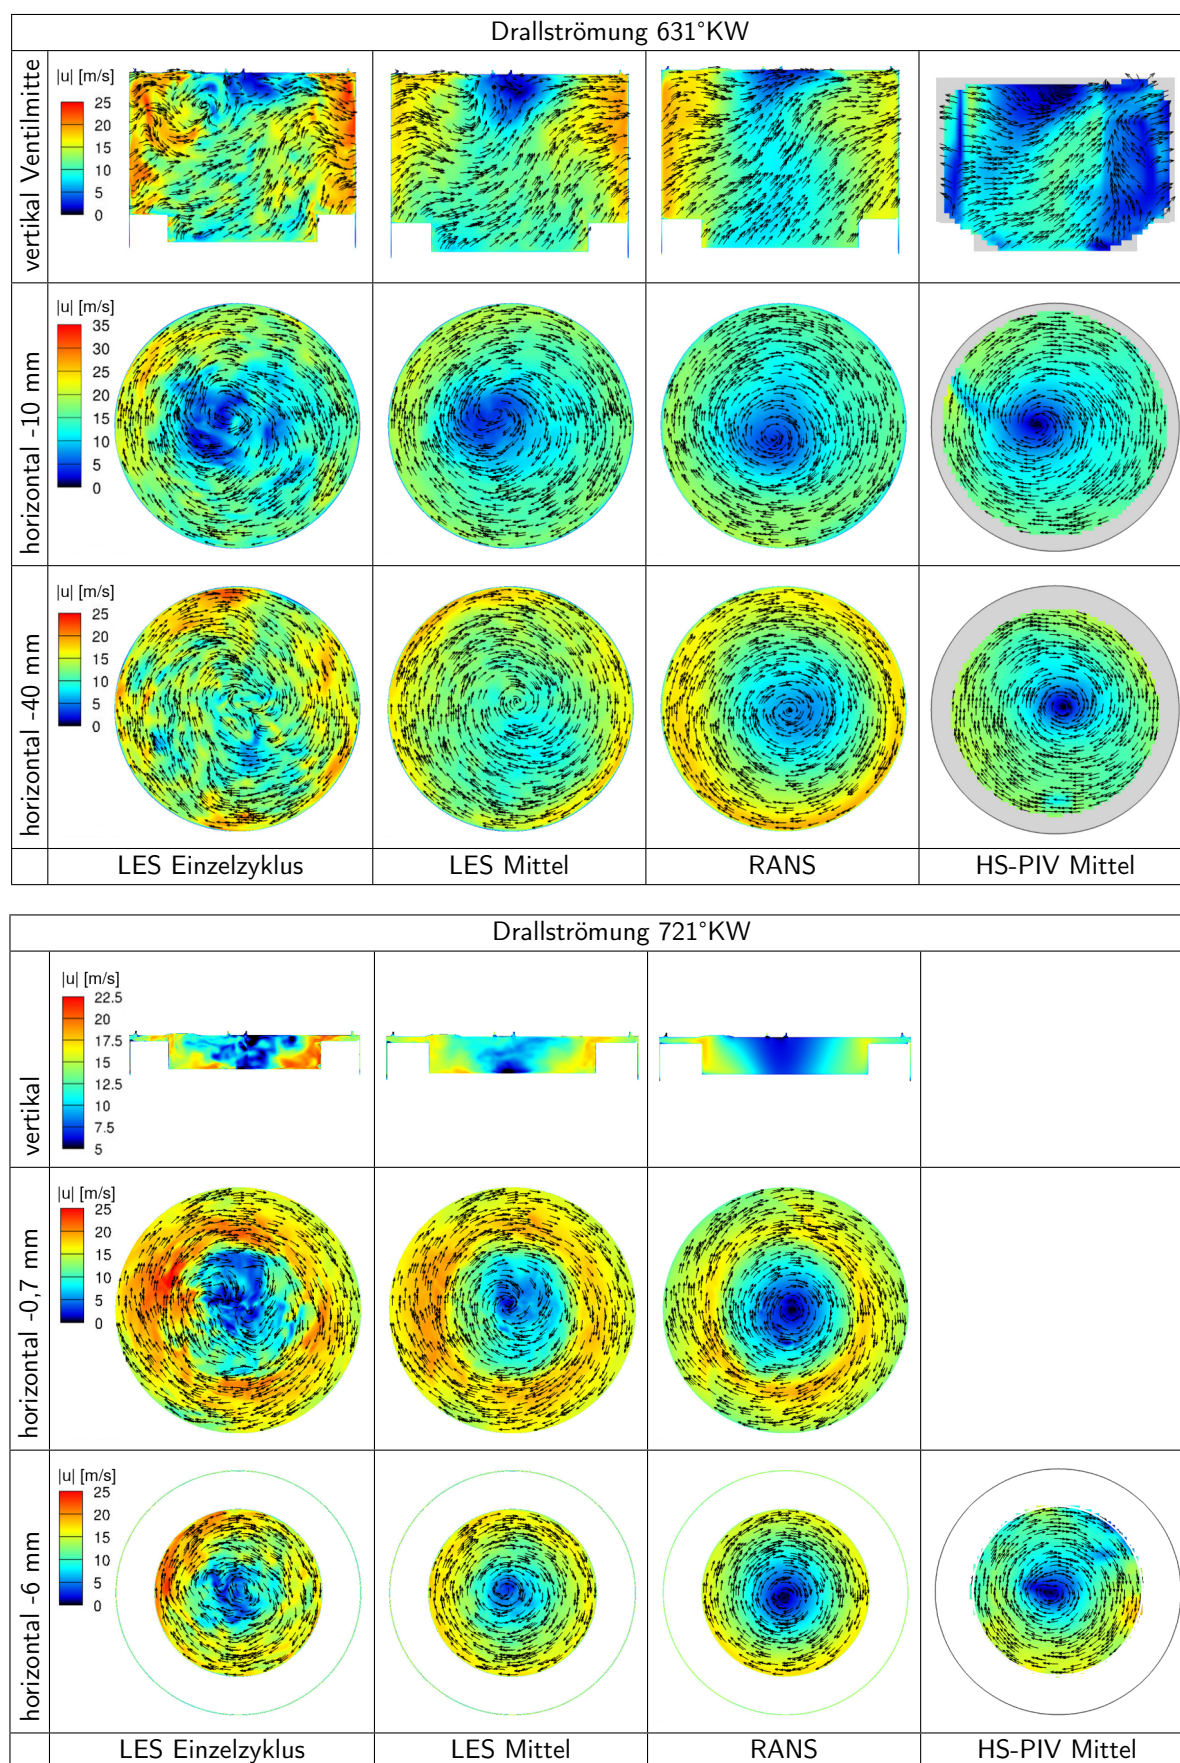 Drallströmung 631°KW
vertikal Ventilmitte
|u| [m/s]
25
20
15
10
5
0
horizontal -10 mm
|u| [m/s]
35
30
25
20
15
10
5
0
horizontal -40 mm
|u| [m/s]
25
20
15
10
5
0
LES Einzelzyklus
LES Mittel
RANS
HS-PIV Mittel
Drallströmung 721°KW
vertikal
|u| [m/s]
22.5
20
17.5
15
12.5
10
7.5
5
horizontal -0,7 mm
|u| [m/s]
25
20
15
10
5
0
horizontal -6 mm
|u| [m/s]
25
20
15
10
5
0
LES Einzelzyklus
LES Mittel
RANS
HS-PIV Mittel